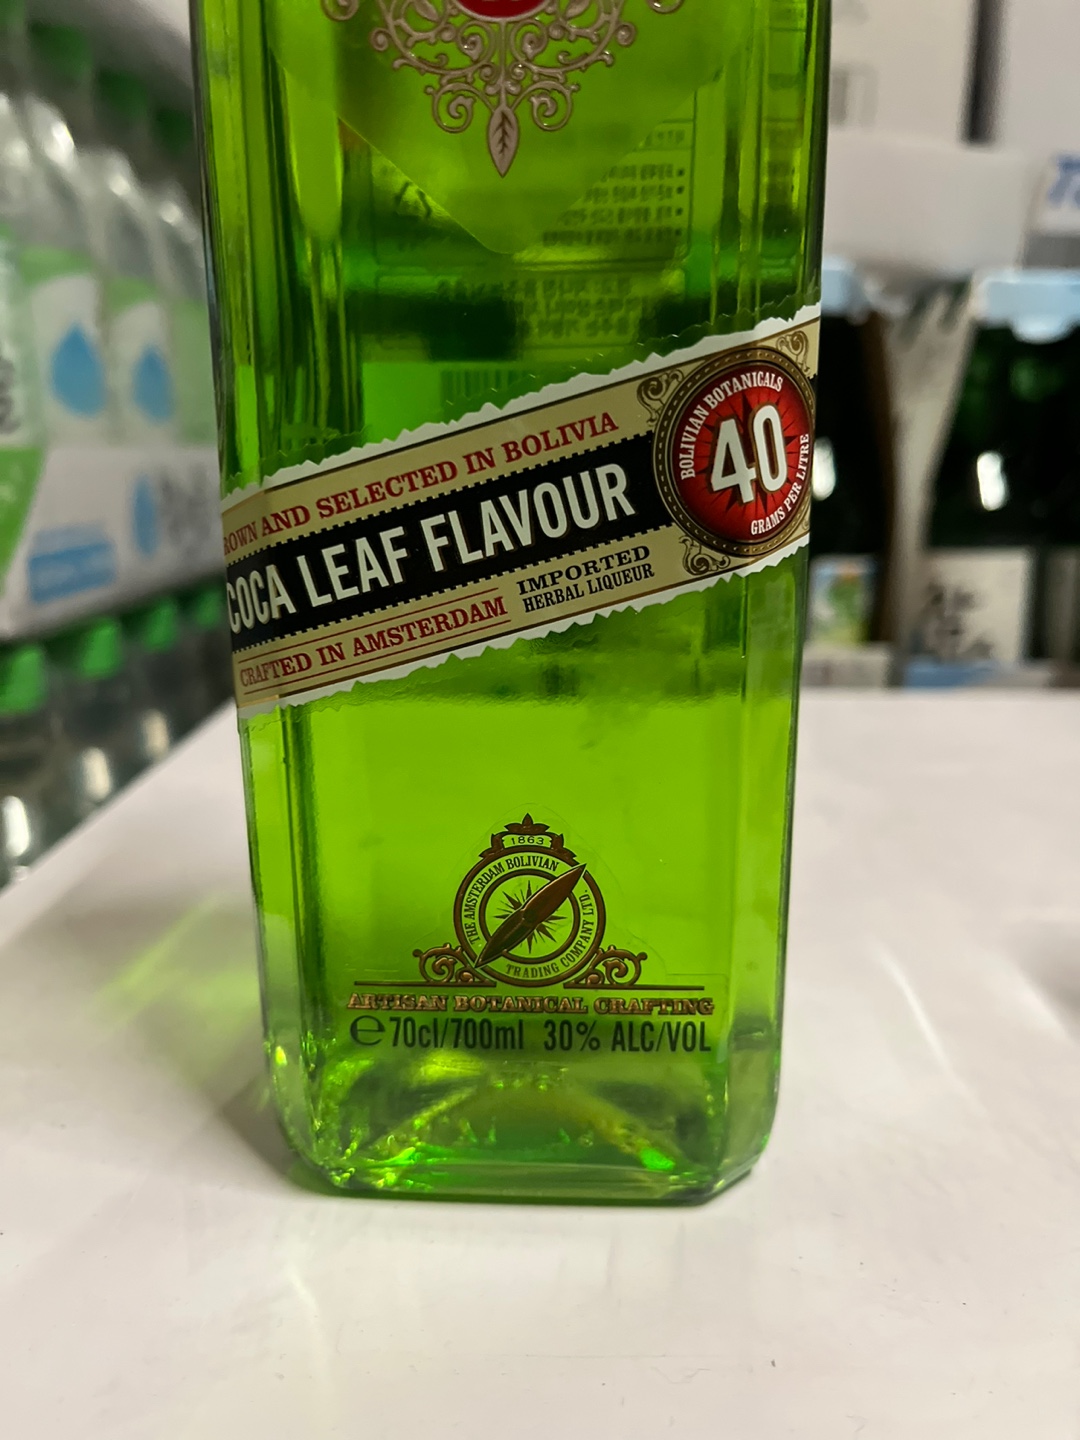 ROWN AND SELECTED IN BOLIVIA
COCA LEAF FLAVOUR
CRAFTED IN AMSTERDAM
IMPORTED
HERBAL LIQUEUR
BOLIVIAN BOTANICALS
40
GRAMS PER LITRE
1863
THE AMSTERDAM BOLIVIAN
TRADING COMPANY LTD.
ARTISAN BOTANICAL CRAFTING
e 70cl/700ml 30% ALC/VOL